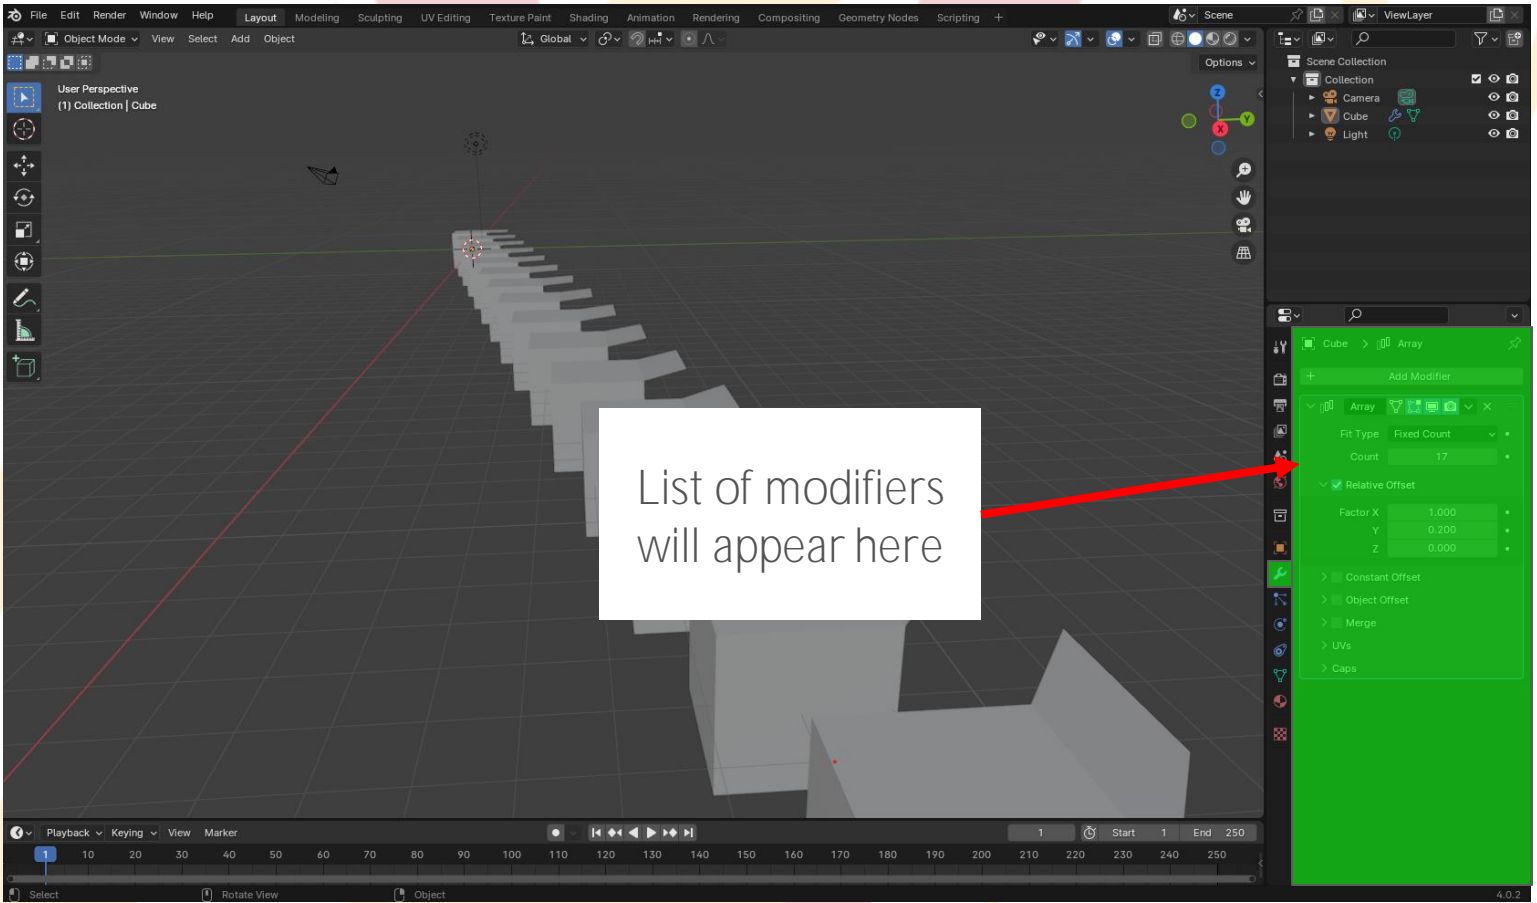 File Edit Render Window Help Layout Modeling Sculpting UV Editing Texture Paint Shading Animation Rendering Compositing Geometry Nodes Scripting + Scene ViewLayer
Object Mode View Select Add Object Global
Options
User Perspective
(1) Collection | Cube
Z
Y
X
Scene Collection
Collection
Camera
Cube
Light
Cube > Array
+ Add Modifier
Array
Fit Type Fixed Count
Count 17
Relative Offset
Factor X 1.000
Y 0.200
Z 0.000
Constant Offset
Object Offset
Merge
UVs
Caps
List of modifiers
will appear here
Playback Keying View Marker 1 Start 1 End 250
1 10 20 30 40 50 60 70 80 90 100 110 120 130 140 150 160 170 180 190 200 210 220 230 240 250
Select Rotate View Object 4.0.2